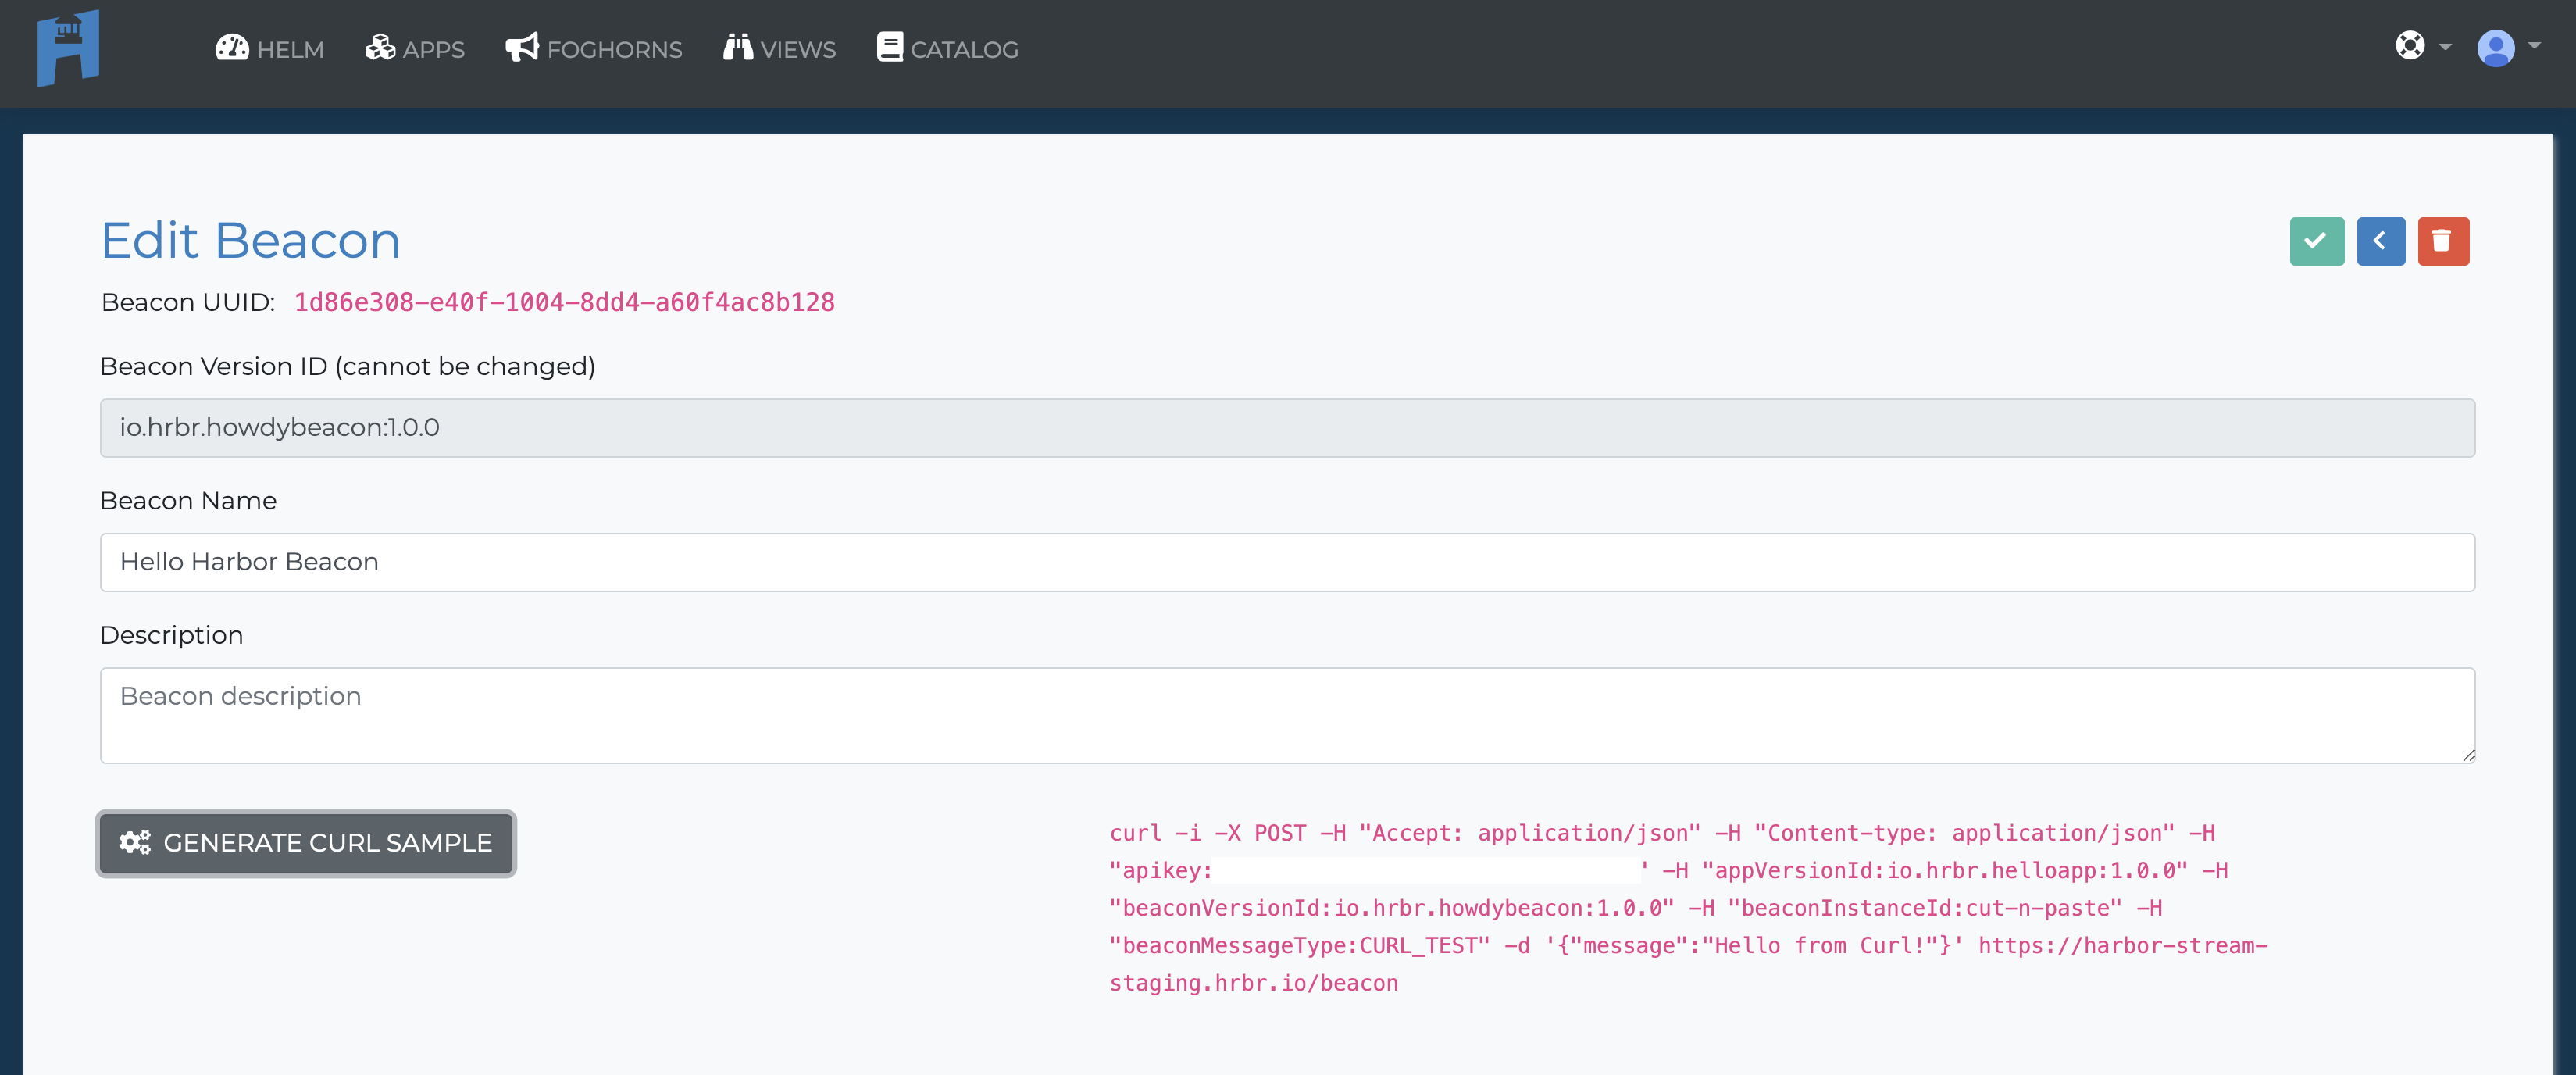 HELM APPS FOGHORNS VIEWS CATALOG
Edit Beacon
Beacon UUID: 1d86e308-e40f-1004-8dd4-a60f4ac8b128
Beacon Version ID (cannot be changed)
io.hrbr.howdybeacon:1.0.0
Beacon Name
Hello Harbor Beacon
Description
Beacon description
GENERATE CURL SAMPLE
curl -i -X POST -H "Accept: application/json" -H "Content-type: application/json" -H
"apikey: ' -H "appVersionId:io.hrbr.helloapp:1.0.0" -H
"beaconVersionId:io.hrbr.howdybeacon:1.0.0" -H "beaconInstanceId:cut-n-paste" -H
"beaconMessageType:CURL_TEST" -d '{"message":"Hello from Curl!"}' https://harbor-stream-
staging.hrbr.io/beacon